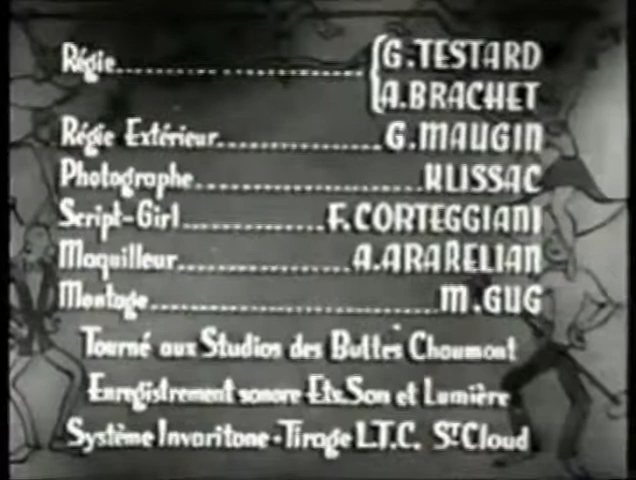 Régie G. TESTARD
A. BRACHET
Régie Extérieur G. MAUGIN
Photographe KLISSAC
Script-Girl F. CORTEGGIANI
Maquilleur A. ARARELIAN
Montage M. GUG
Tourné aux Studios des Buttes Chaumont
Enregistrement sonore Ets. Son et Lumière
Système Invaritone - Tirage L.T.C. ST Cloud